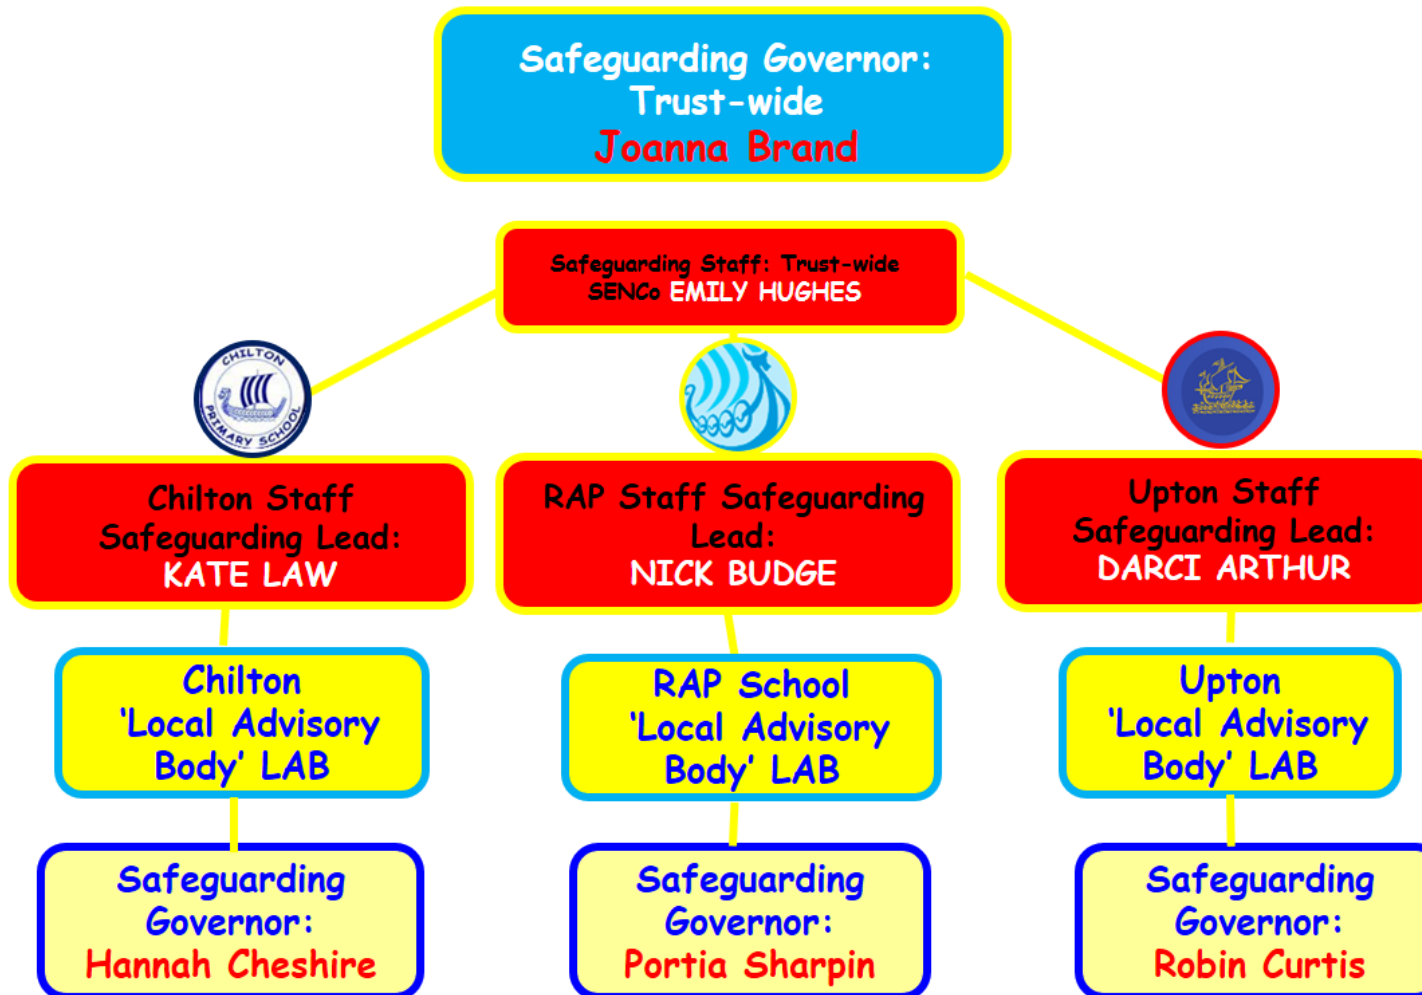 Safeguarding Governor:
Trust-wide
Joanna Brand
Safeguarding Staff: Trust-wide
SENCo EMILY HUGHES
CHILTON
PRIMARY SCHOOL
Chilton Staff
Safeguarding Lead:
KATE LAW
RAP Staff Safeguarding
Lead:
NICK BUDGE
Upton Staff
Safeguarding Lead:
DARCI ARTHUR
Chilton
‘Local Advisory
Body’ LAB
RAP School
‘Local Advisory
Body’ LAB
Upton
‘Local Advisory
Body’ LAB
Safeguarding
Governor:
Hannah Cheshire
Safeguarding
Governor:
Portia Sharpin
Safeguarding
Governor:
Robin Curtis